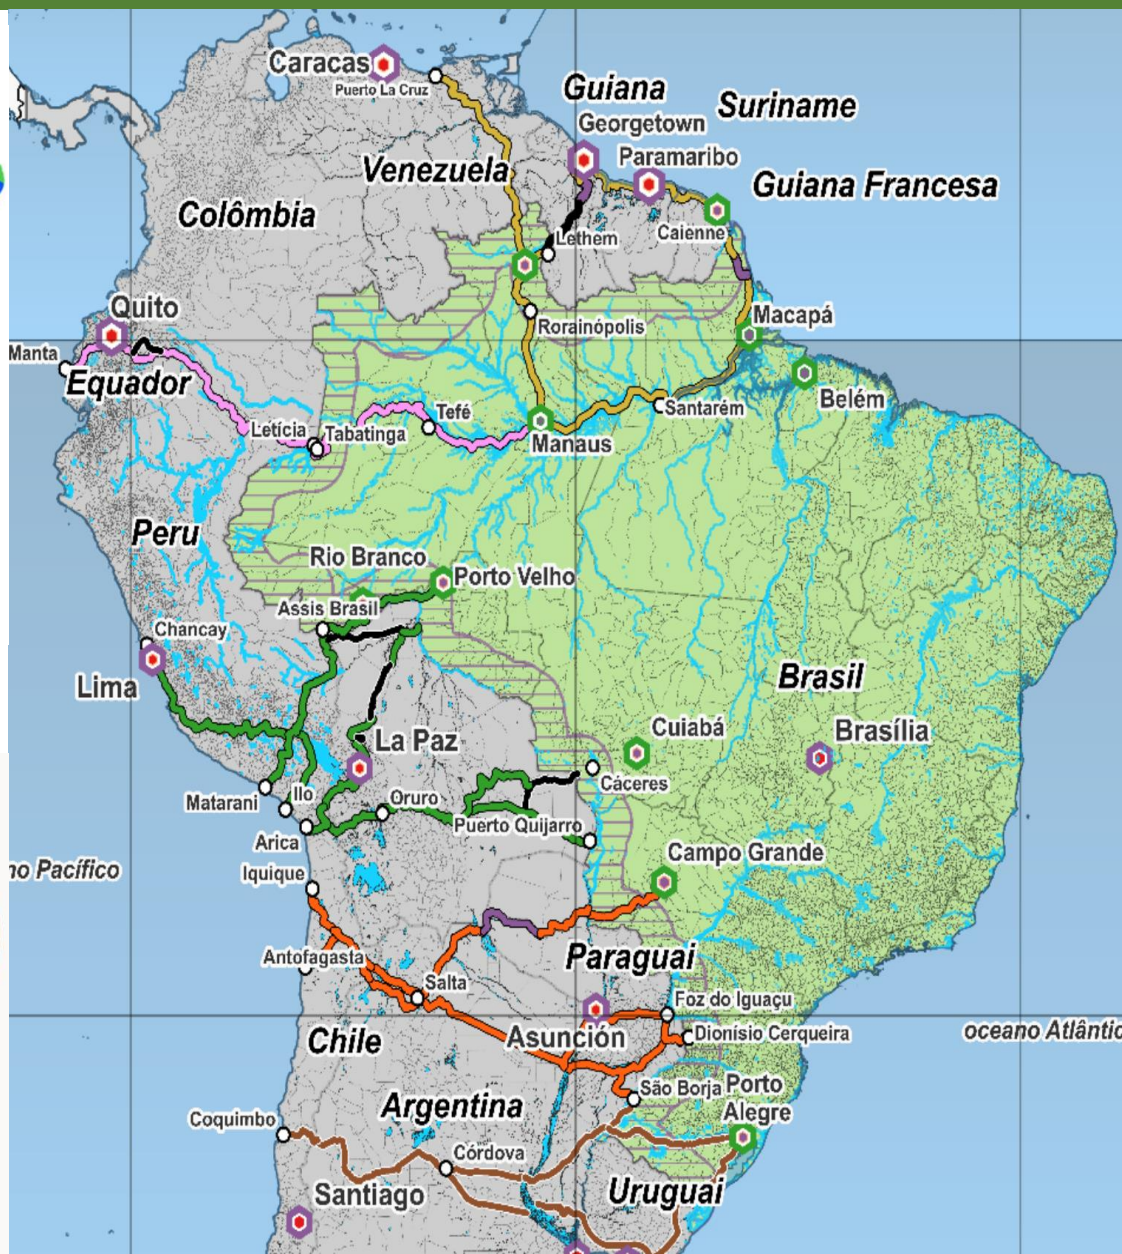 Caracas
Puerto La Cruz
Guiana
Georgetown
Suriname
Paramaribo
Venezuela
Guiana Francesa
Colômbia
Caienne
Lethem
Quito
Rorainópolis
Macapá
Manta
Equador
Letícia
Tabatinga
Tefé
Santarém
Belém
Manaus
Peru
Rio Branco
Porto Velho
Assis Brasil
Chancay
Lima
Brasil
Cuiabá
Brasília
La Paz
Cáceres
Matarani
Ilo
Oruro
Puerto Quijarro
Arica
Campo Grande
no Pacífico
Iquique
Antofagasta
Paraguai
Salta
Foz do Iguaçu
Chile
Asunción
Dionísio Cerqueira
oceano Atlântic
São Borja
Porto
Alegre
Argentina
Coquimbo
Córdova
Santiago
Uruguai